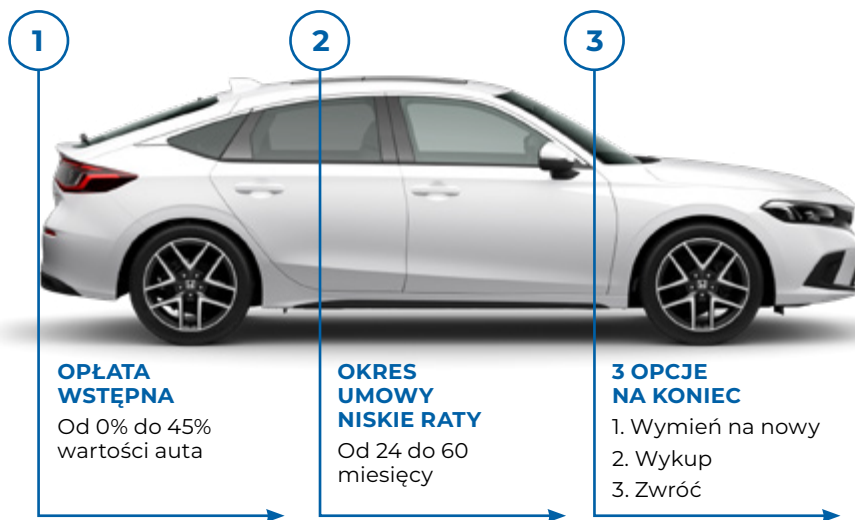 1
2
3
OPŁATA
WSTĘPNA
Od 0% do 45%
wartości auta
OKRES
UMOWY
NISKIE RATY
Od 24 do 60
miesięcy
3 OPCJE
NA KONIEC
1. Wymień na nowy
2. Wykup
3. Zwróć